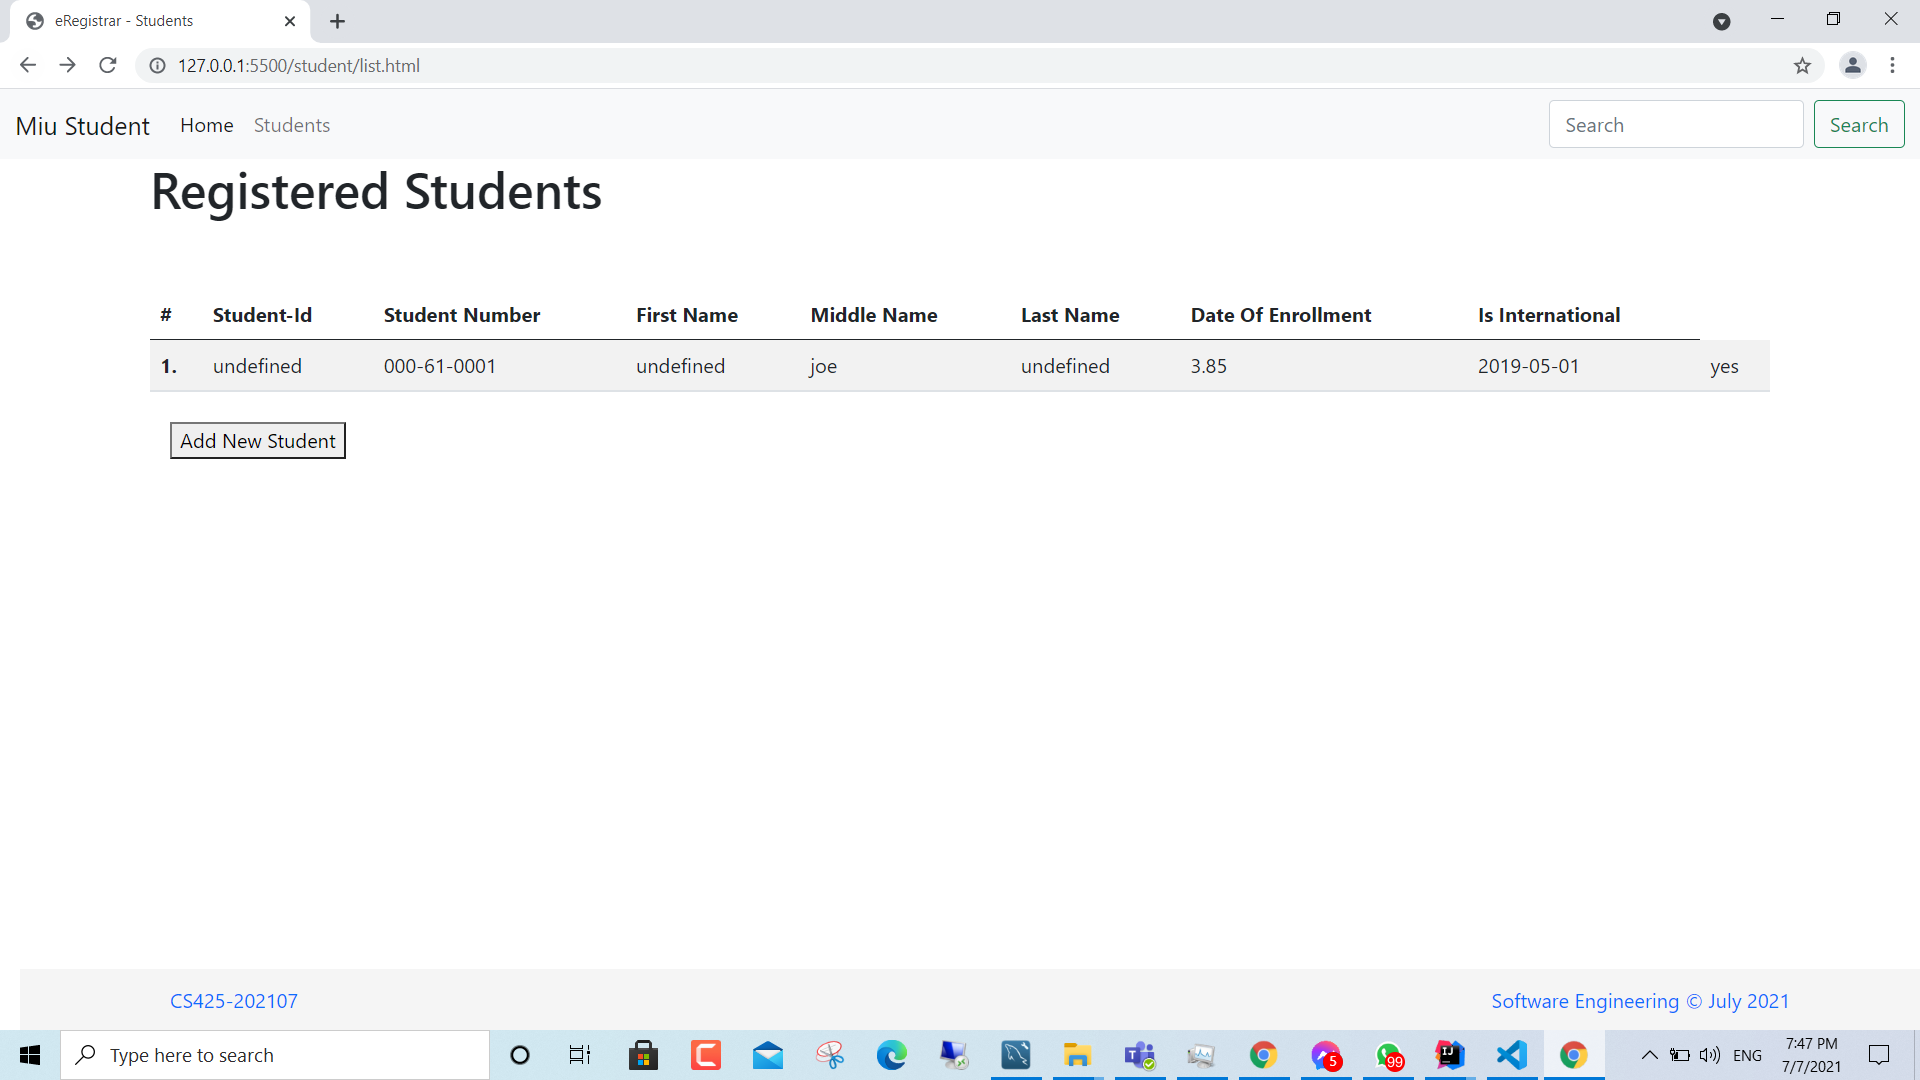 eRegistrar - Students
127.0.0.1:5500/student/list.html
Miu Student Home Students Search Search
Registered Students
# Student-Id Student Number First Name Middle Name Last Name Date Of Enrollment Is International
1. undefined 000-61-0001 undefined joe undefined 3.85 2019-05-01 yes
Add New Student
CS425-202107 Software Engineering © July 2021
Type here to search
T
5
99
IJ
ENG
7:47 PM
7/7/2021